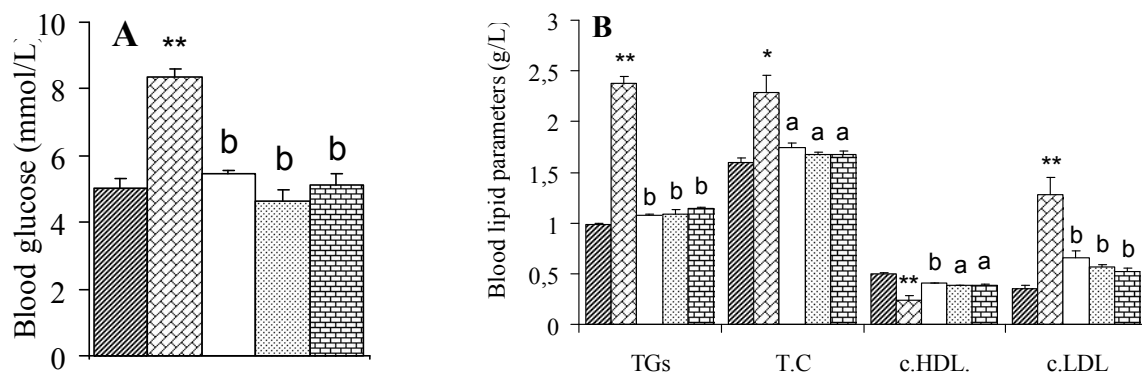 A
Blood glucose (mmol/L)
10
8
6
4
2
0
**
b
b
b
B
Blood lipid parameters (g/L)
3
2,5
2
1,5
1
0,5
0
**
b b b
*
a a a
**
b a a
**
b b b
TGs T.C c.HDL. c.LDL